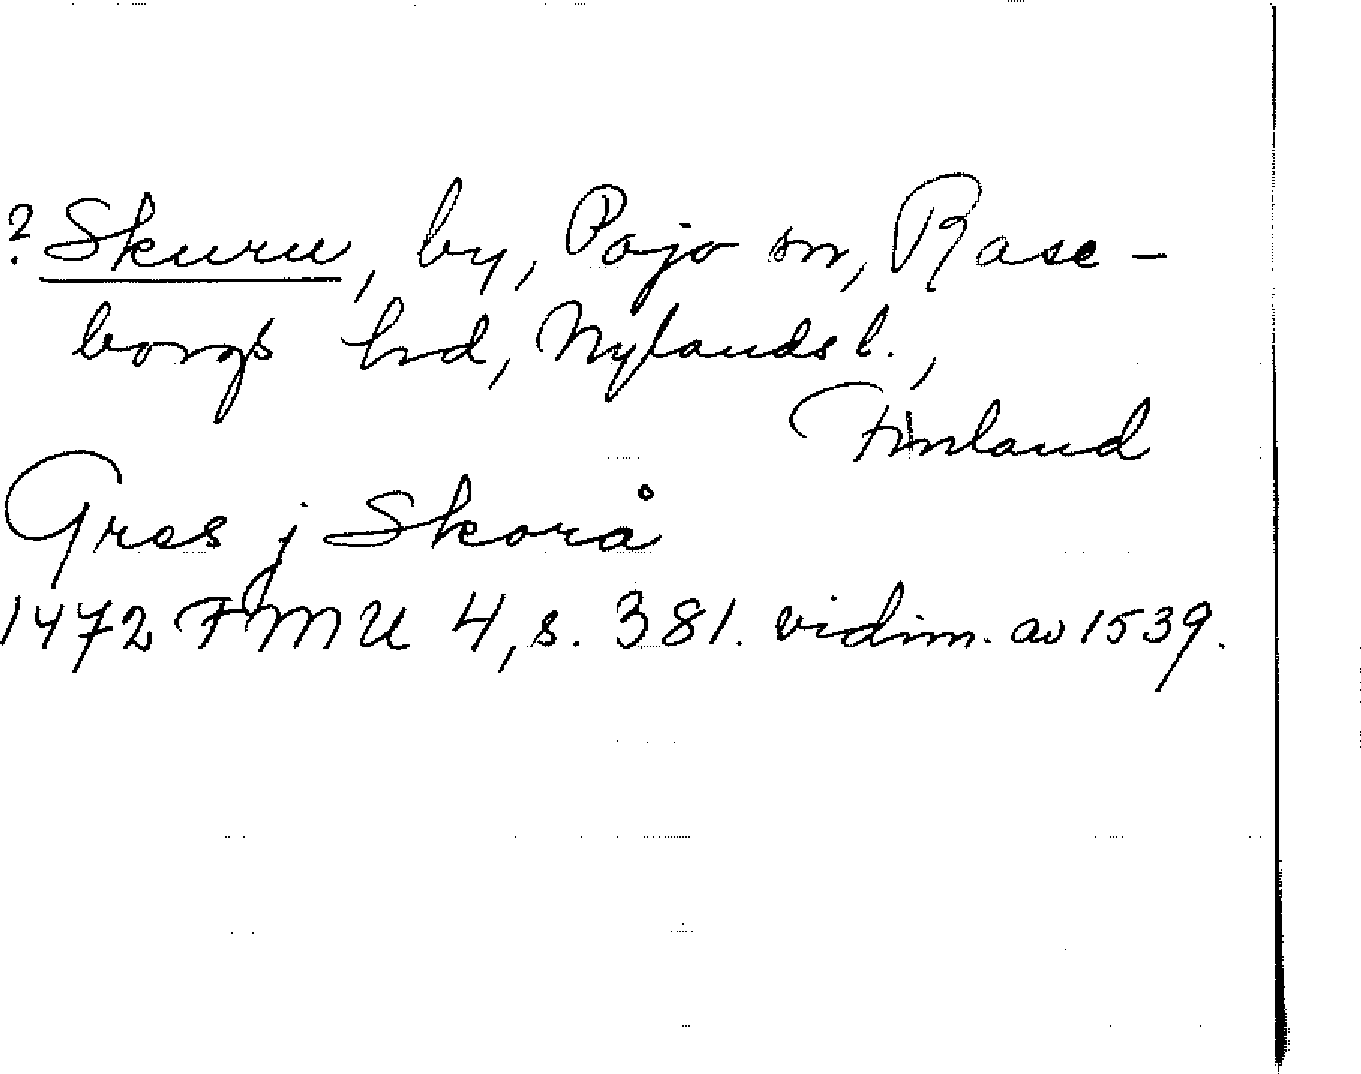 ? Skuru, by, Pojo sn, Rase-
borgs hd, Nylands l.,
Finland
Gres j Skorå
1472 FMU 4, s. 381. vidim. av 1539.